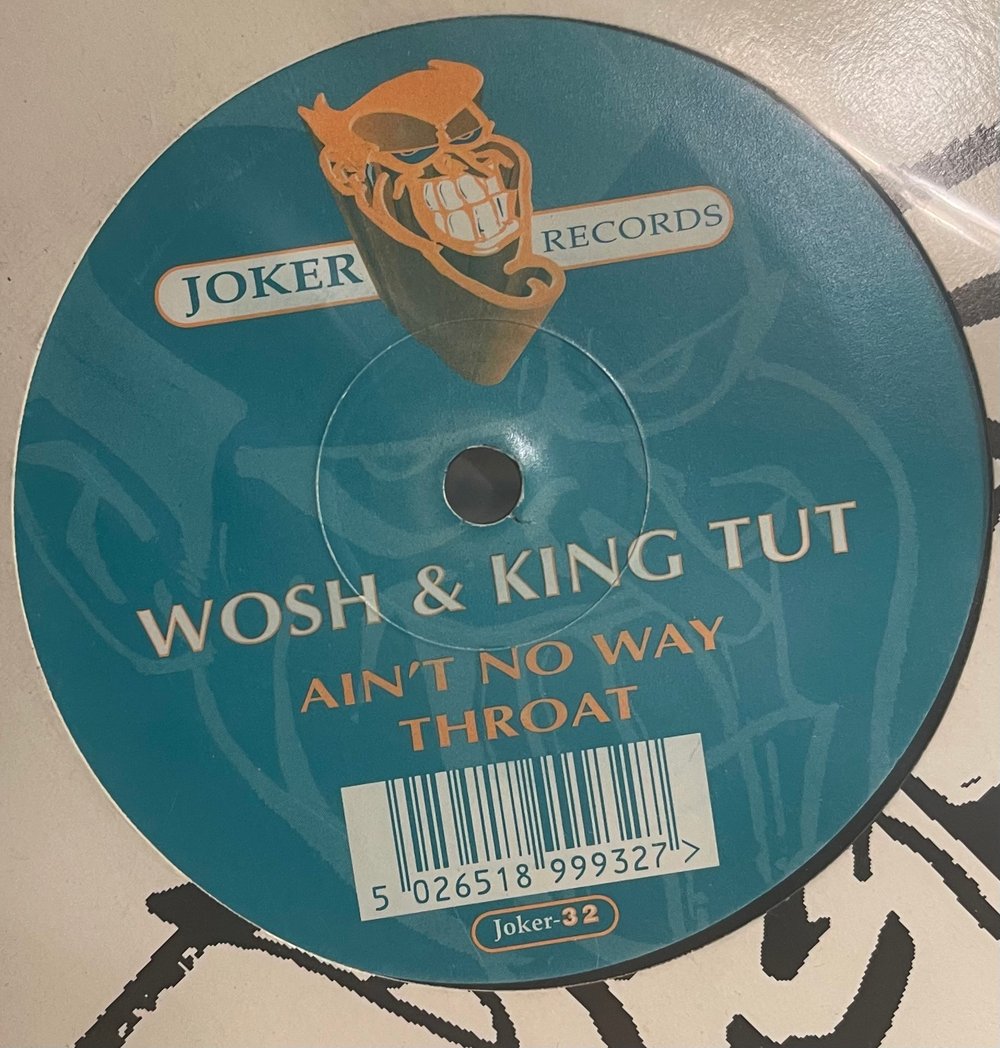 JOKER RECORDS
WOSH & KING TUT
AIN'T NO WAY
THROAT
5 026518 999327 >
Joker-32